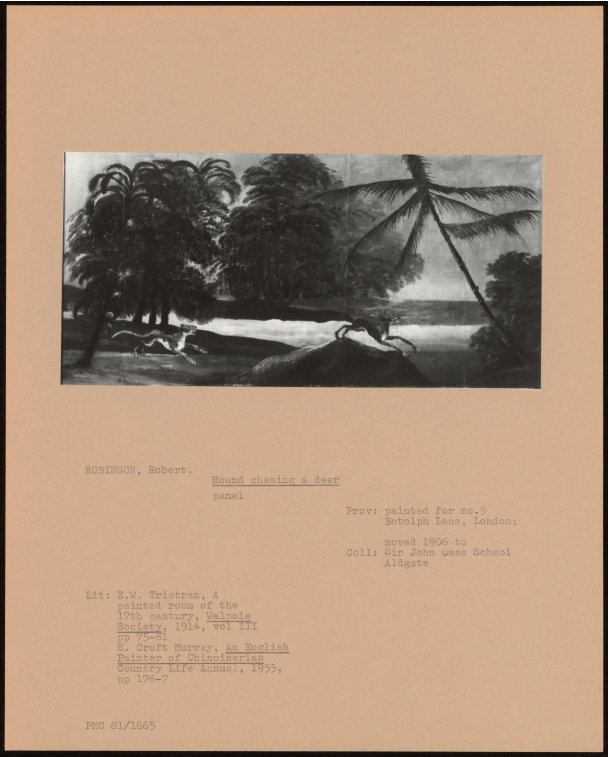 ROBINSON, Robert.
Hound chasing a deer
panel
Prov: painted for no.5
Botolph Lane, London;
moved 1906 to
Coll: Sir John Cass School
Aldgate
Lit: E.W. Tristram, A
painted room of the
17th century, Walpole
Society, 1914, vol III
pp 75-81
E. Croft Murray, An English
Painter of Chinoiseries
Country Life Annual, 1955,
pp 176-7
PMC 81/1665